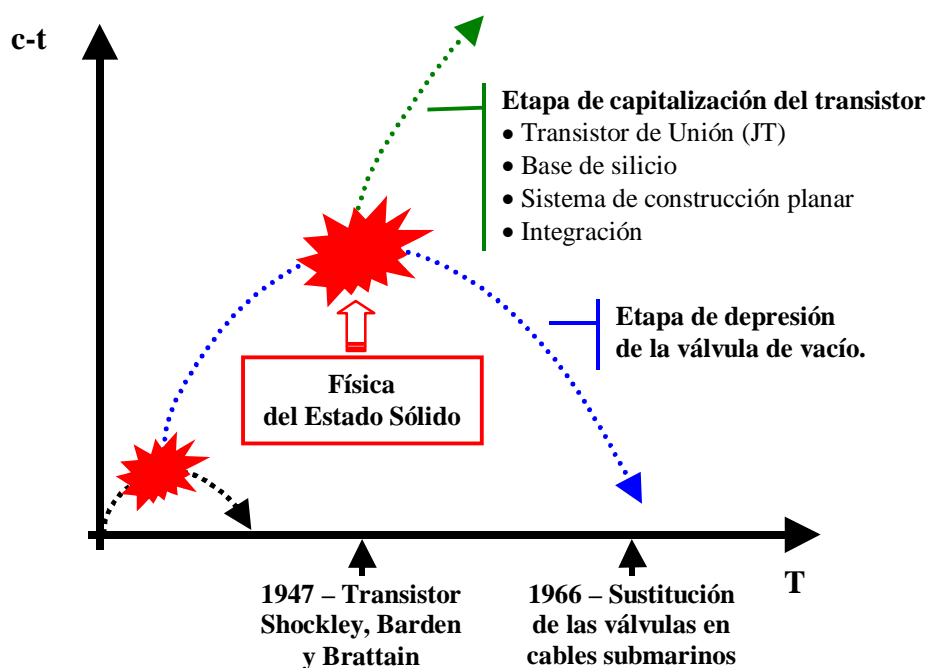 c-t
Etapa de capitalización del transistor
• Transistor de Unión (JT)
• Base de silicio
• Sistema de construcción planar
• Integración
Etapa de depresión
de la válvula de vacío.
Física
del Estado Sólido
T
1947 – Transistor
Shockley, Barden
y Brattain
1966 – Sustitución
de las válvulas en
cables submarinos